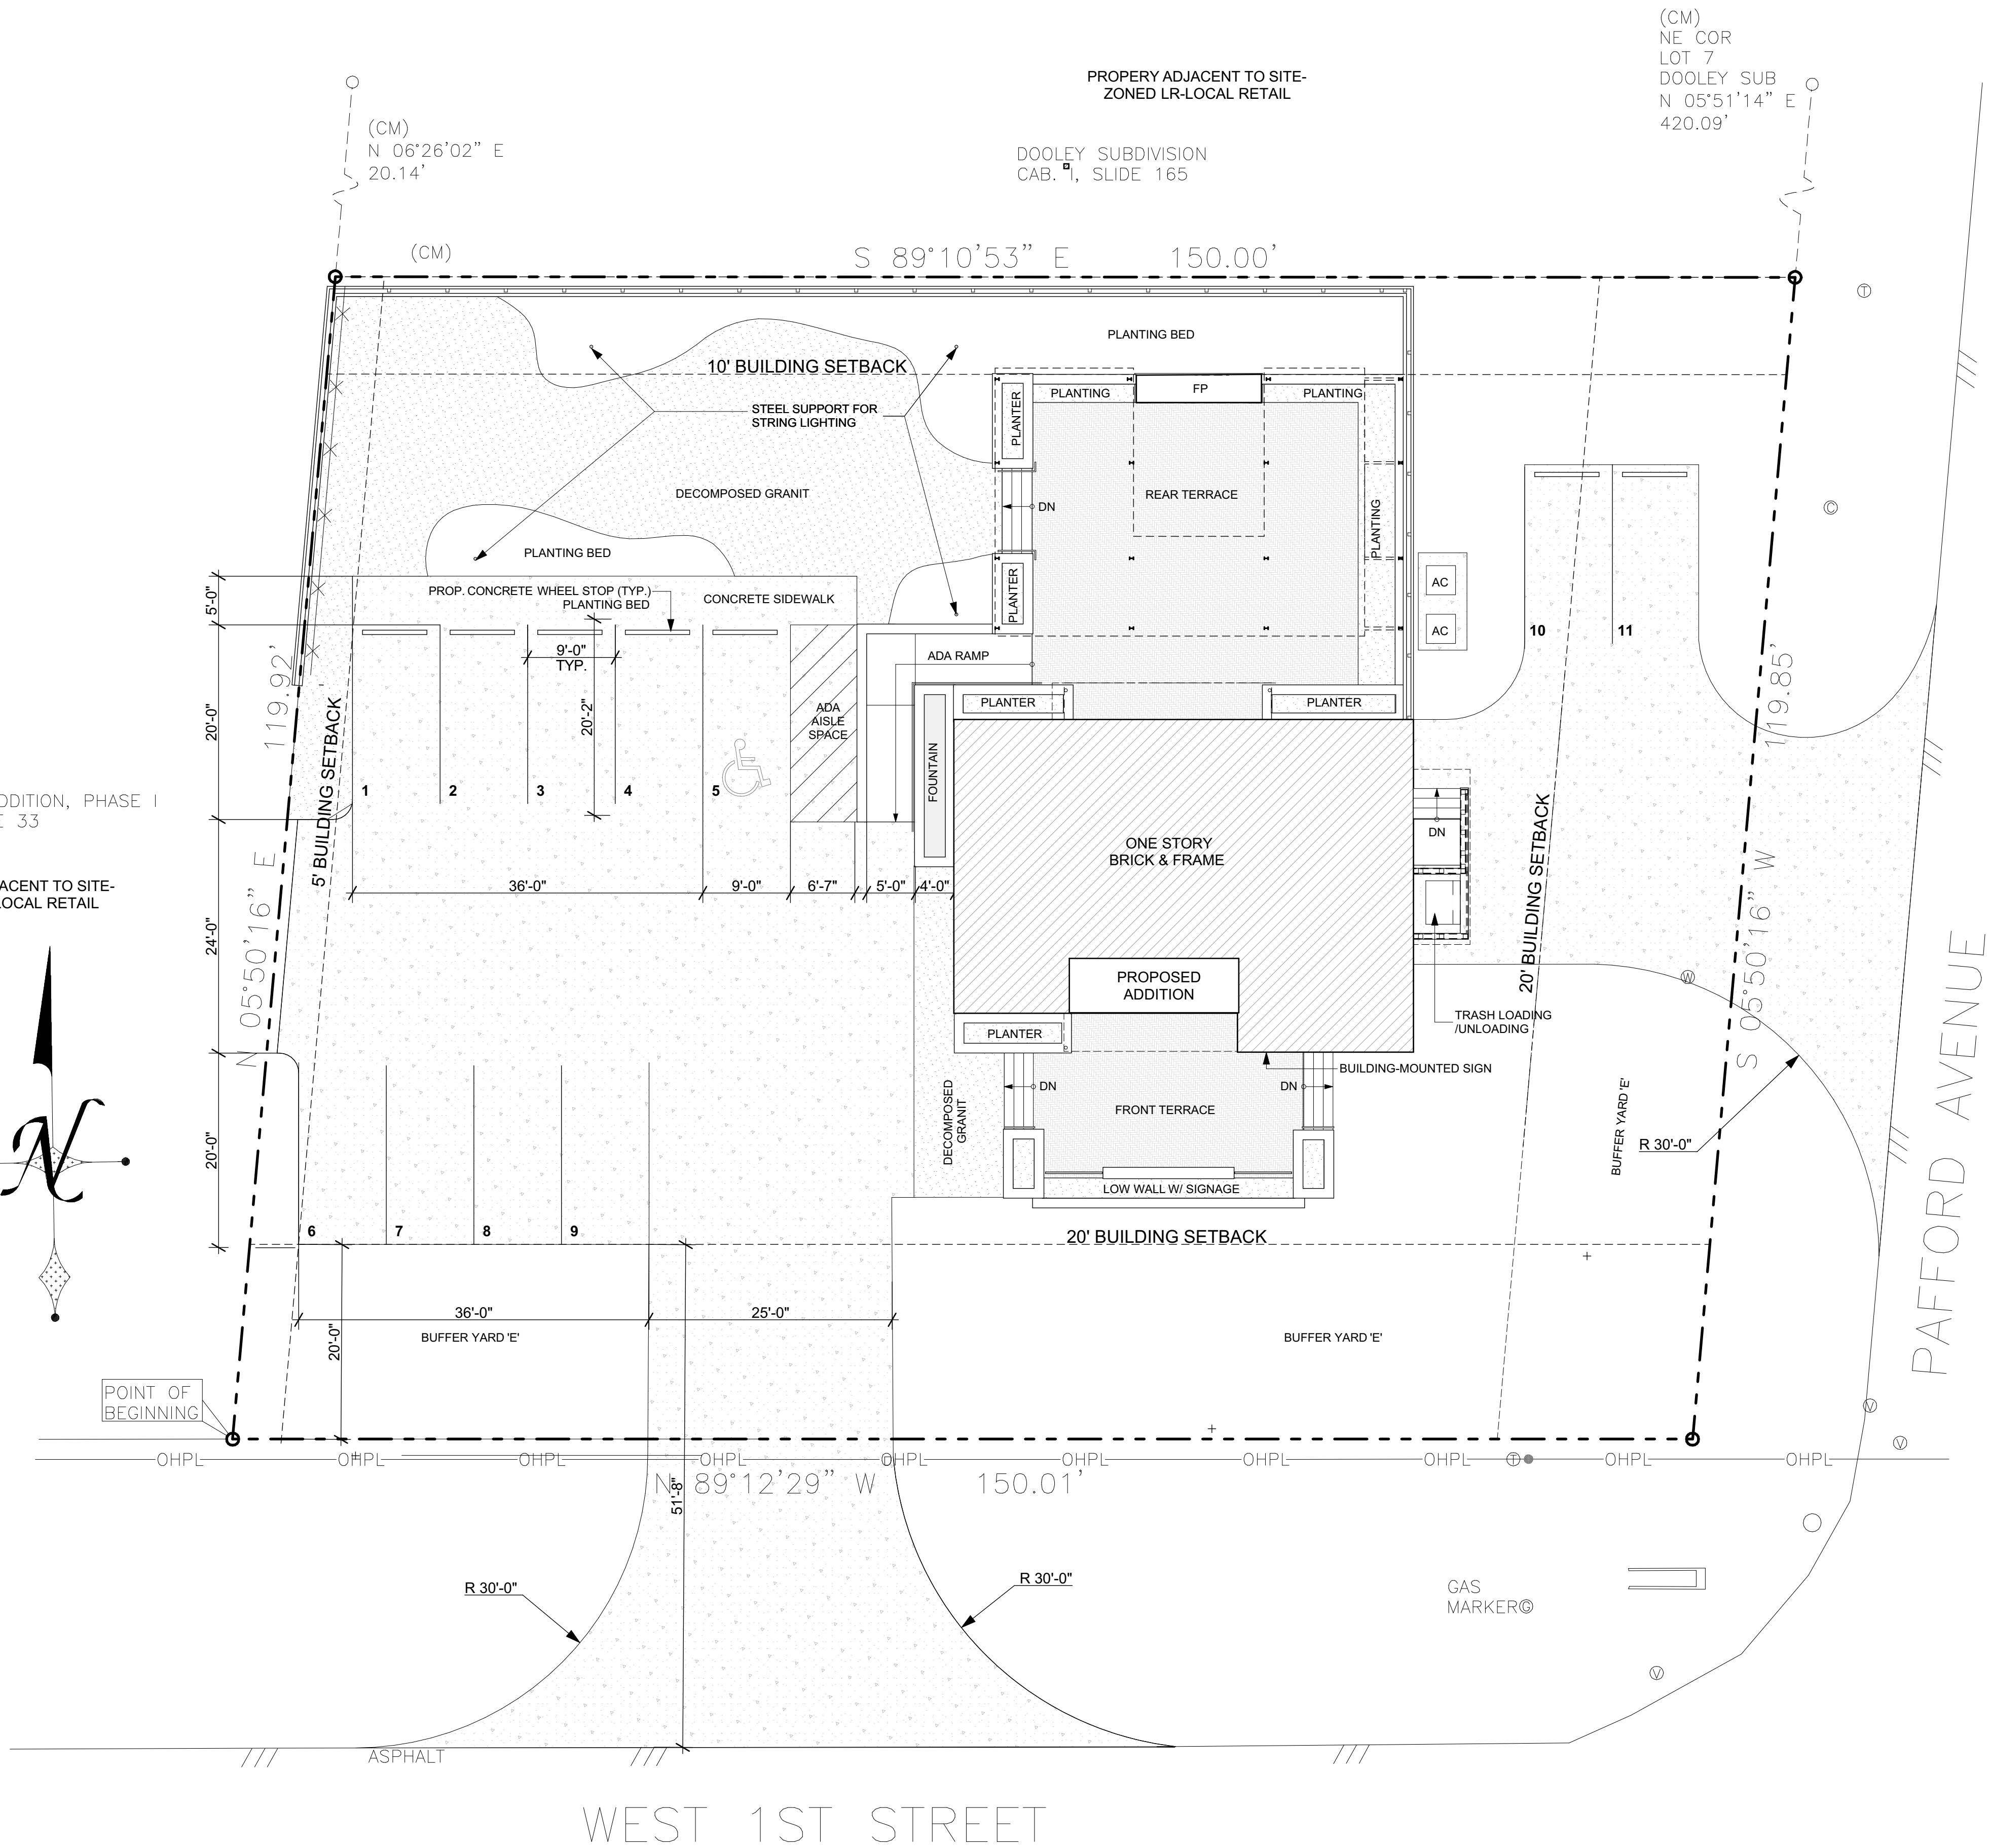 (CM)
NE COR
LOT 7
DOOLEY SUB
N 05°51'14" E
420.09'
PROPERY ADJACENT TO SITE-
ZONED LR-LOCAL RETAIL
(CM)
N 06°26'02" E
20.14'
DOOLEY SUBDIVISION
CAB. I, SLIDE 165
(CM)
S 89°10'53" E 150.00'
T
PLANTING BED
10' BUILDING SETBACK
PLANTER
PLANTING
FP
PLANTING
STEEL SUPPORT FOR
STRING LIGHTING
DECOMPOSED GRANIT
DN
REAR TERRACE
PLANTING
C
PLANTING BED
PLANTER
AC
AC
5'-0"
PROP. CONCRETE WHEEL STOP (TYP.)
PLANTING BED
CONCRETE SIDEWALK
10
11
9'-0"
TYP.
ADA RAMP
119.92'
119.85'
5' BUILDING SETBACK
20'-0"
20'-2"
ADA
AISLE
SPACE
PLANTER
PLANTER
FOUNTAIN
1
2
3
4
5
DDITION, PHASE I
E 33
ONE STORY
BRICK & FRAME
DN
20' BUILDING SETBACK
ACENT TO SITE-
LOCAL RETAIL
36'-0"
9'-0"
6'-7"
5'-0"
4'-0"
24'-0"
N 05°50'16" E
S 05°50'16" W
PROPOSED
ADDITION
W
TRASH LOADING
/UNLOADING
PLANTER
BUILDING-MOUNTED SIGN
PAFFORD AVENUE
N
DECOMPOSED
GRANIT
DN
DN
FRONT TERRACE
BUFFER YARD 'E'
R 30'-0"
20'-0"
LOW WALL W/ SIGNAGE
6
7
8
9
20' BUILDING SETBACK
36'-0"
25'-0"
20'-0"
BUFFER YARD 'E'
BUFFER YARD 'E'
POINT OF
BEGINNING
V
V
OHPL OHPL OHPL OHPL OHPL OHPL OHPL OHPL T OHPL OHPL
N 89°12'29" W 150.01'
51'-8"
R 30'-0"
R 30'-0"
GAS
MARKER G
V
ASPHALT
WEST 1ST STREET